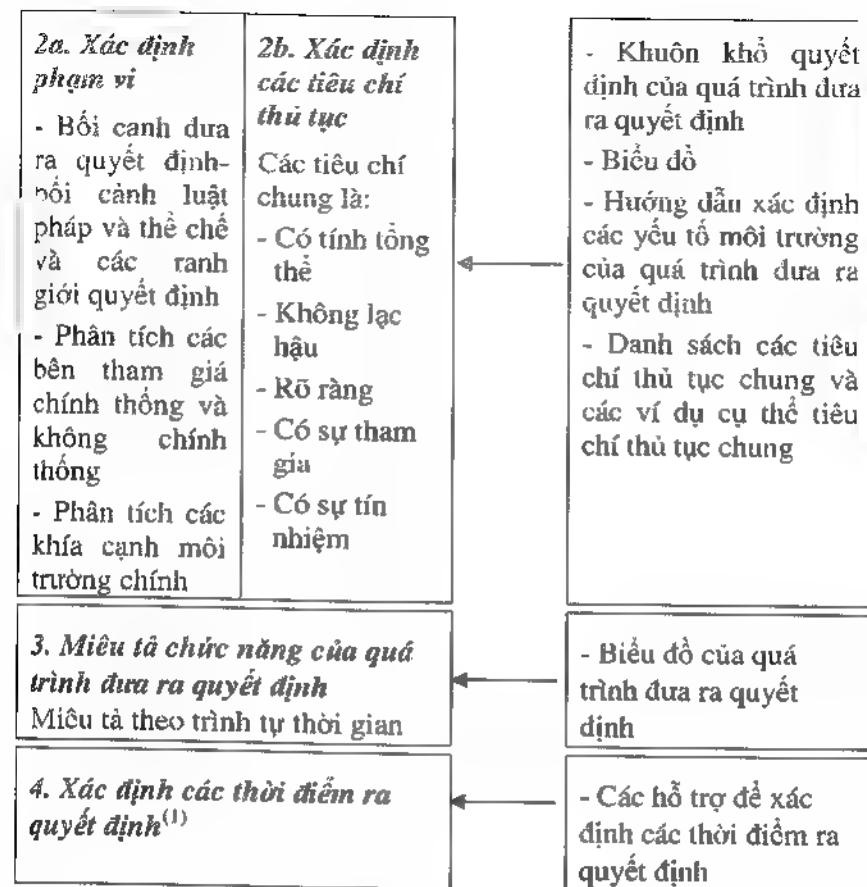 2a. Xác định
phạm vi
- Bối cảnh đưa
ra quyết định-
bối cảnh luật
pháp và thể chế
và các ranh
giới quyết định
- Phân tích các
bên tham giá
chính thống và
không chính
thống
- Phân tích các
khía cạnh môi
trường chính
2b. Xác định
các tiêu chí
thủ tục
Các tiêu chí
chung là:
- Có tính tổng
thể
- Không lạc
hậu
- Rõ ràng
- Có sự tham
gia
- Có sự tín
nhiệm
- Khuôn khổ quyết
định của quá trình đưa
ra quyết định
- Biểu đồ
- Hướng dẫn xác định
các yếu tố môi trường
của quá trình đưa ra
quyết định
- Danh sách các tiêu
chí thủ tục chung và
các ví dụ cụ thể tiêu
chí thủ tục chung
3. Miêu tả chức năng của quá
trình đưa ra quyết định
Miêu tả theo trình tự thời gian
- Biểu đồ của quá
trình đưa ra quyết
định
4. Xác định các thời điểm ra
quyết định(1)
- Các hỗ trợ để xác
định các thời điểm ra
quyết định